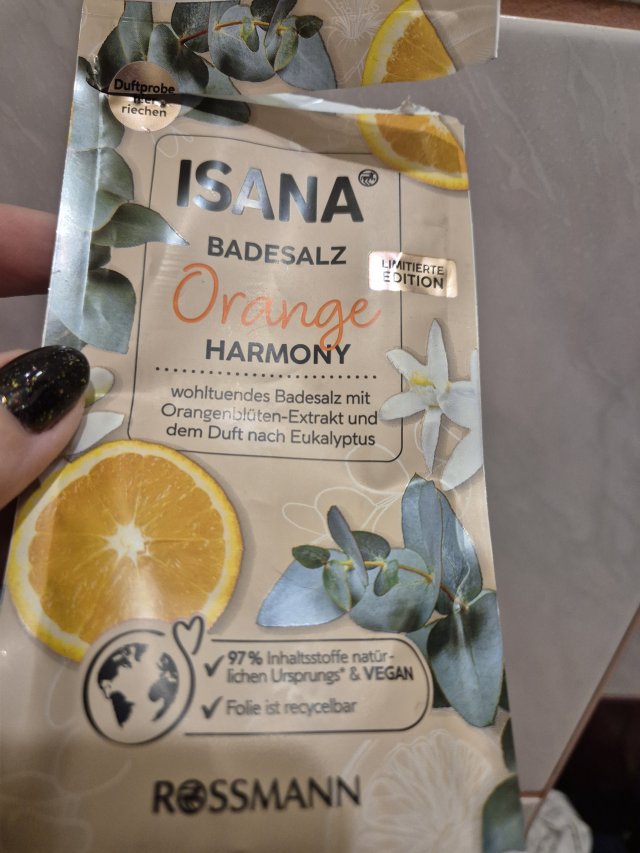 Duftprobe
hier
riechen
ISANA
BADESALZ
LIMITIERTE
EDITION
Orange
HARMONY
wohltuendes Badesalz mit
Orangenblüten-Extrakt und
dem Duft nach Eukalyptus
97 % Inhaltsstoffe natür-
lichen Ursprungs* & VEGAN
Folie ist recycelbar
ROSSMANN